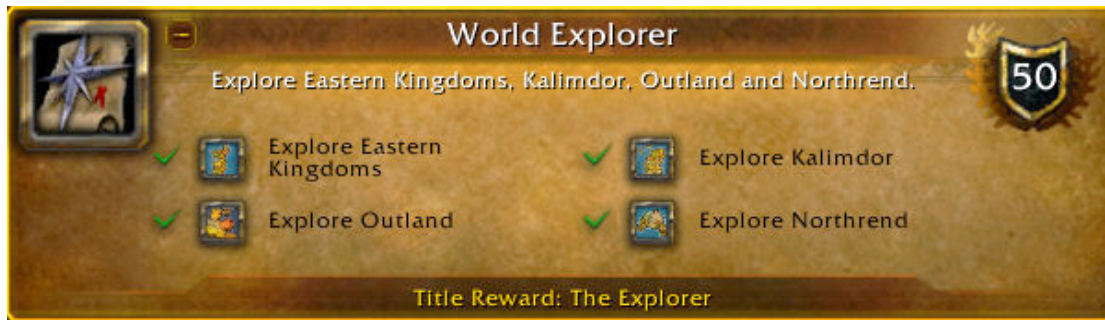 World Explorer
Explore Eastern Kingdoms, Kalimdor, Outland and Northrend.
50
Explore Eastern
Kingdoms
Explore Kalimdor
Explore Outland
Explore Northrend
Title Reward: The Explorer